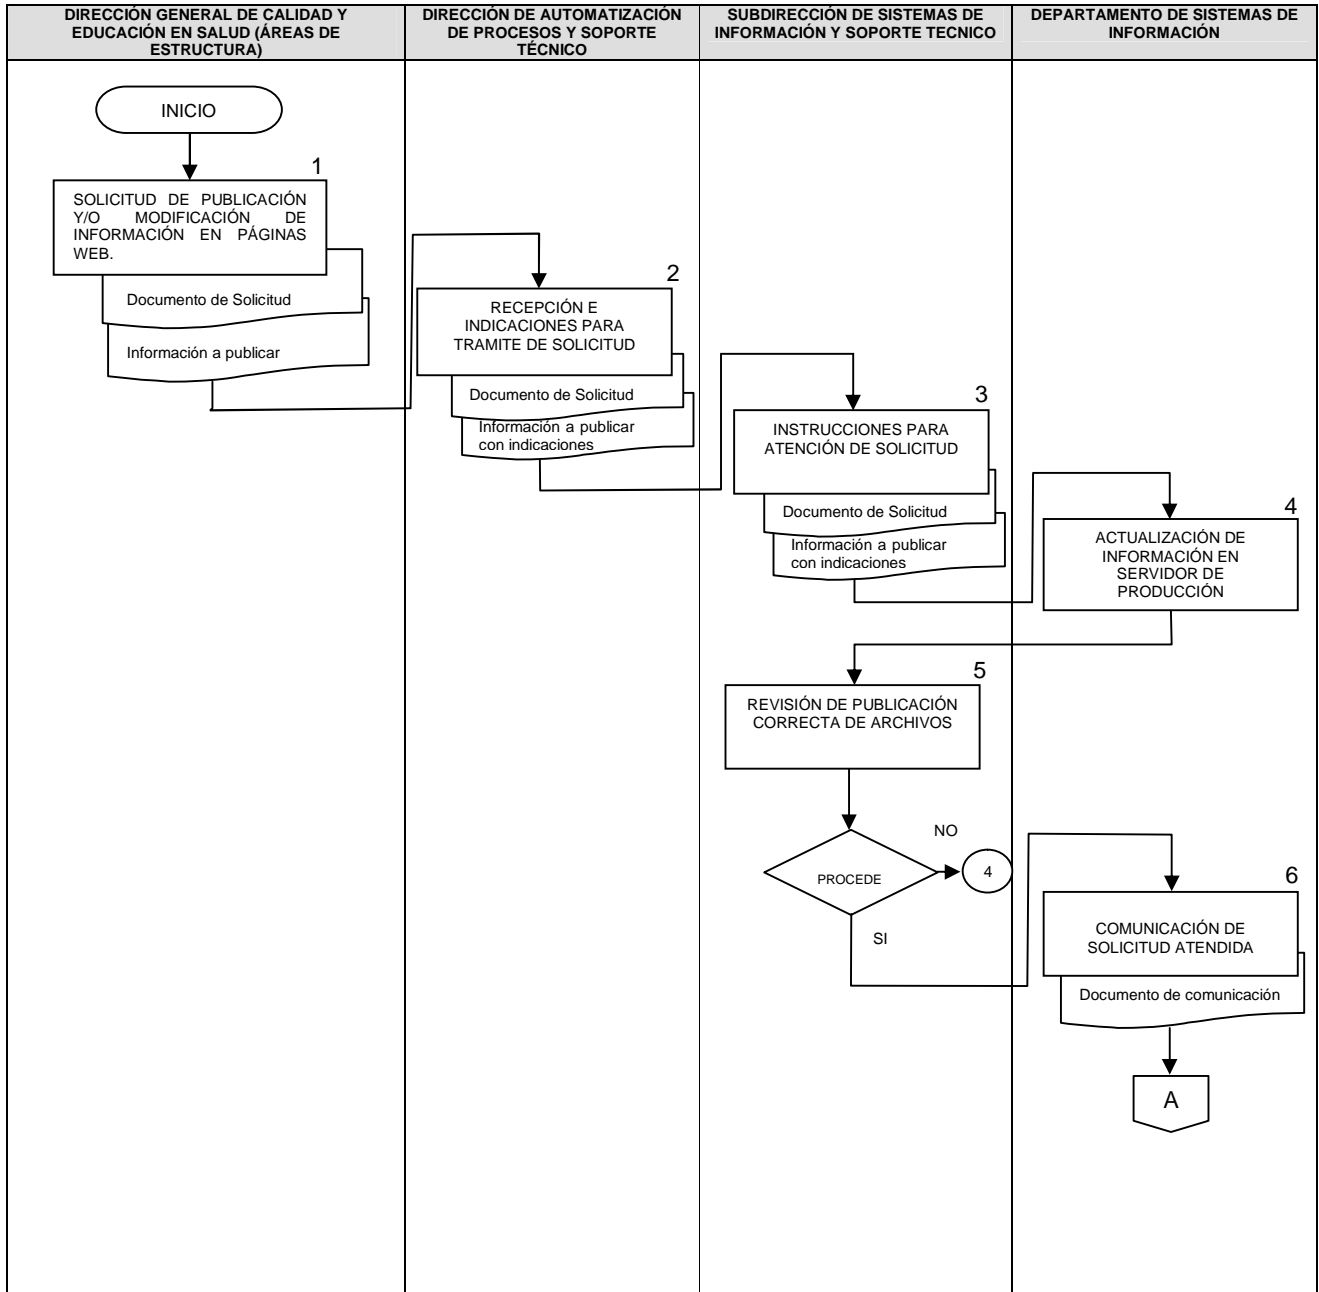 DIRECCIÓN GENERAL DE CALIDAD Y
EDUCACIÓN EN SALUD (ÁREAS DE
ESTRUCTURA)
DIRECCIÓN DE AUTOMATIZACIÓN
DE PROCESOS Y SOPORTE
TÉCNICO
SUBDIRECCIÓN DE SISTEMAS DE
INFORMACIÓN Y SOPORTE TECNICO
DEPARTAMENTO DE SISTEMAS DE
INFORMACIÓN
INICIO
1
SOLICITUD DE PUBLICACIÓN
Y/O MODIFICACIÓN DE
INFORMACIÓN EN PÁGINAS
WEB.
Documento de Solicitud
Información a publicar
2
RECEPCIÓN E
INDICACIONES PARA
TRAMITE DE SOLICITUD
Documento de Solicitud
Información a publicar
con indicaciones
3
INSTRUCCIONES PARA
ATENCIÓN DE SOLICITUD
Documento de Solicitud
Información a publicar
con indicaciones
4
ACTUALIZACIÓN DE
INFORMACIÓN EN
SERVIDOR DE
PRODUCCIÓN
5
REVISIÓN DE PUBLICACIÓN
CORRECTA DE ARCHIVOS
PROCEDE
NO
4
SI
6
COMUNICACIÓN DE
SOLICITUD ATENDIDA
Documento de comunicación
A